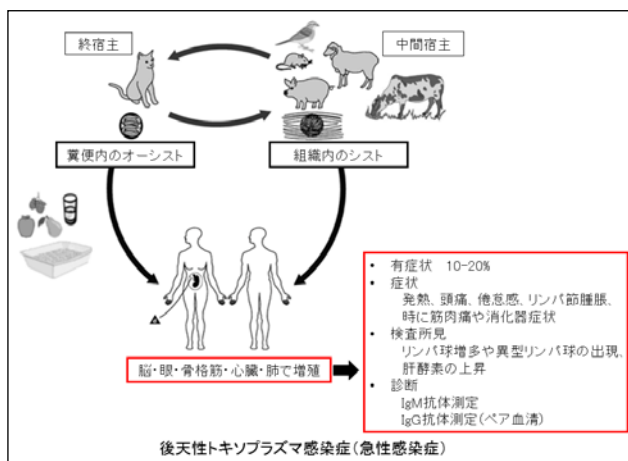 終宿主
中間宿主
糞便内のオーシスト
組織内のシスト
• 有症状 10-20%
• 症状
発熱、頭痛、倦怠感、リンパ節腫脹、
時に筋肉痛や消化器症状
• 検査所見
リンパ球増多や異型リンパ球の出現、
肝酵素の上昇
• 診断
IgM抗体測定
IgG抗体測定(ペア血清)
脳・眼・骨格筋・心臓・肺で増殖
後天性トキソプラズマ感染症(急性感染症)